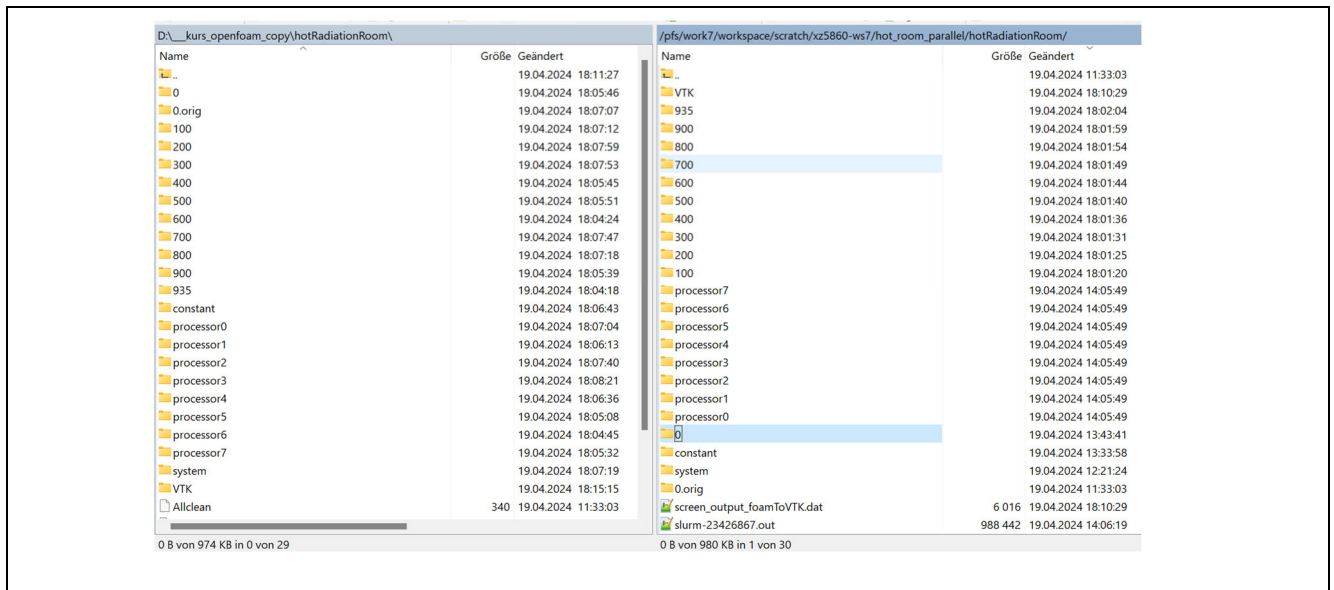 D:\__kurs_openfoam_copy\hotRadiationRoom\
Name Größe Geändert
.. 19.04.2024 18:11:27
0 19.04.2024 18:05:46
0.orig 19.04.2024 18:07:07
100 19.04.2024 18:07:12
200 19.04.2024 18:07:59
300 19.04.2024 18:07:53
400 19.04.2024 18:05:45
500 19.04.2024 18:05:51
600 19.04.2024 18:04:24
700 19.04.2024 18:07:47
800 19.04.2024 18:07:18
900 19.04.2024 18:05:39
935 19.04.2024 18:04:18
constant 19.04.2024 18:06:43
processor0 19.04.2024 18:07:04
processor1 19.04.2024 18:06:13
processor2 19.04.2024 18:07:40
processor3 19.04.2024 18:08:21
processor4 19.04.2024 18:06:36
processor5 19.04.2024 18:05:08
processor6 19.04.2024 18:04:45
processor7 19.04.2024 18:05:32
system 19.04.2024 18:07:19
VTK 19.04.2024 18:15:15
Allclean 340 19.04.2024 11:33:03
0 B von 974 KB in 0 von 29
/pfs/work7/workspace/scratch/xz5860-ws7/hot_room_parallel/hotRadiationRoom/
Name Größe Geändert
.. 19.04.2024 11:33:03
VTK 19.04.2024 18:10:29
935 19.04.2024 18:02:04
900 19.04.2024 18:01:59
800 19.04.2024 18:01:54
700 19.04.2024 18:01:49
600 19.04.2024 18:01:44
500 19.04.2024 18:01:40
400 19.04.2024 18:01:36
300 19.04.2024 18:01:31
200 19.04.2024 18:01:25
100 19.04.2024 18:01:20
processor7 19.04.2024 14:05:49
processor6 19.04.2024 14:05:49
processor5 19.04.2024 14:05:49
processor4 19.04.2024 14:05:49
processor3 19.04.2024 14:05:49
processor2 19.04.2024 14:05:49
processor1 19.04.2024 14:05:49
processor0 19.04.2024 14:05:49
0 19.04.2024 13:43:41
constant 19.04.2024 13:33:58
system 19.04.2024 12:21:24
0.orig 19.04.2024 11:33:03
screen_output_foamToVTK.dat 6 016 19.04.2024 18:10:29
slurm-23426867.out 988 442 19.04.2024 14:06:19
0 B von 980 KB in 1 von 30